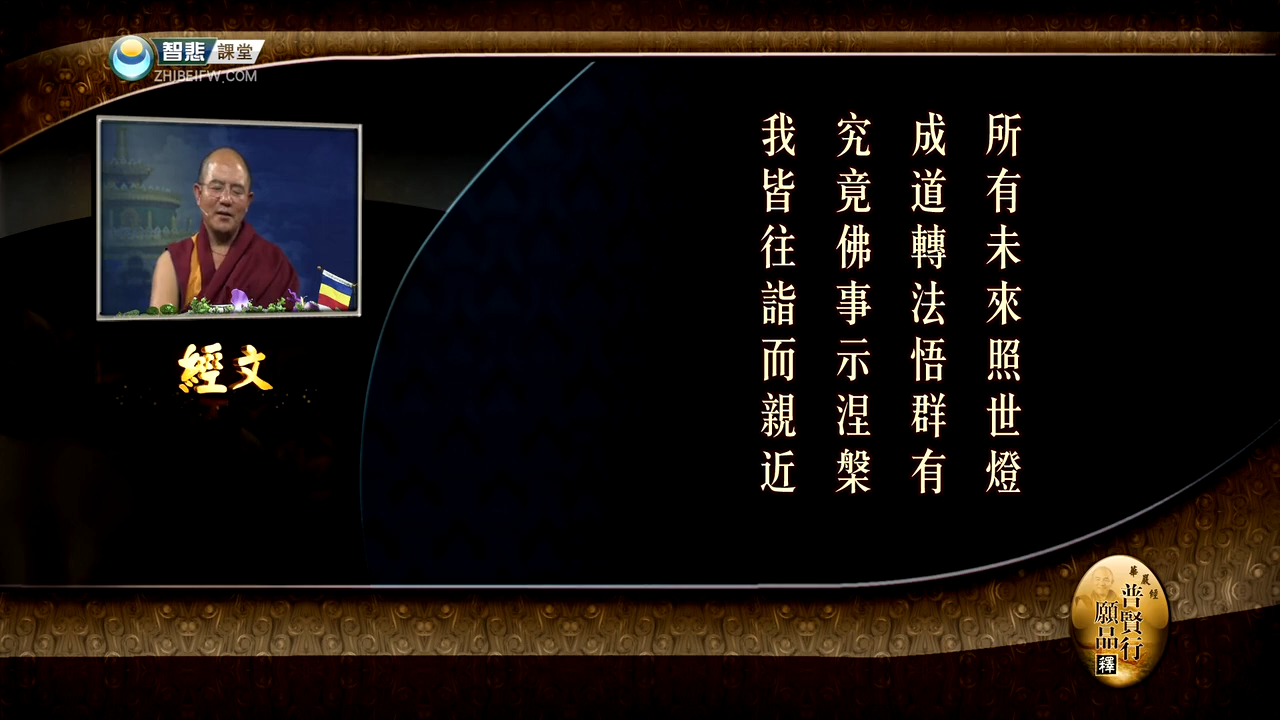 智悲課堂
ZHIBEIFW.COM
所有未來照世燈
成道轉法悟群有
究竟佛事示涅槃
我皆往詣而親近
經文
華嚴經
普賢行
願品釋